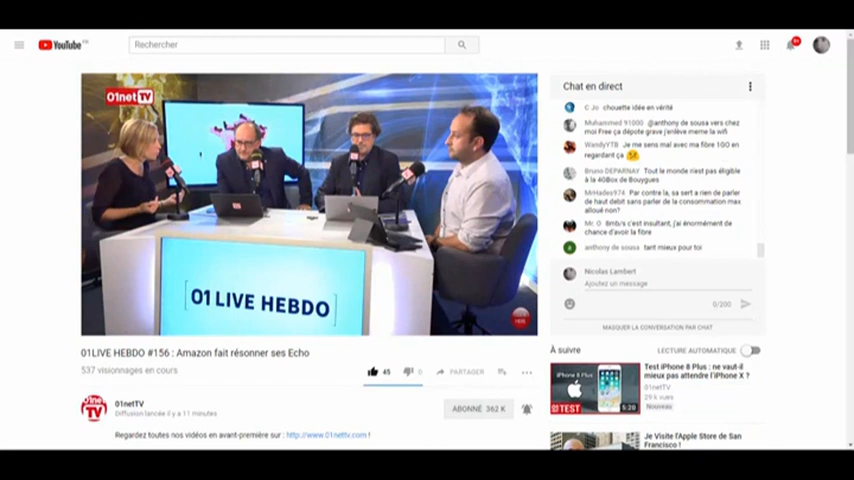 YouTube FR
Rechercher
9+
01netTV
[01 LIVE HEBDO]
Chat en direct
C Jo chouette idée en vérité
Muhammed 91000 @anthony de sousa vers chez
moi Free ça dépote grave j'enlève meme la wifi
WandyYTB Je me sens mal avec ma fibre 1GO en
regardant ça
Bruno DEPARNAY Tout le monde n'est pas éligible
à la 4GBox de Bouygues
MrHades974 Par contre la, sa sert a rien de parler
de haut debit sans parler de la consommation max
alloué non?
Mr. O 8mb/s c'est insultant, j'ai énormément de
chance d'avoir la fibre
anthony de sousa tant mieux pour toi
Nicolas Lambert
Ajoutez un message
0/200
MASQUER LA CONVERSATION PAR CHAT
01LIVE HEBDO #156 : Amazon fait résonner ses Echo
537 visionnages en cours
45
0
PARTAGER
01netTV
Diffusion lancée il y a 11 minutes
ABONNÉ 362 K
Regardez toutes nos vidéos en avant-première sur : http://www.01nettv.com !
À suivre
LECTURE AUTOMATIQUE
iPhone 8 Plus
TEST
5:20
Test iPhone 8 Plus : ne vaut-il
mieux pas attendre l'iPhone X ?
01netTV
29 k vues
Nouveau
Je Visite l'Apple Store de San
Francisco !